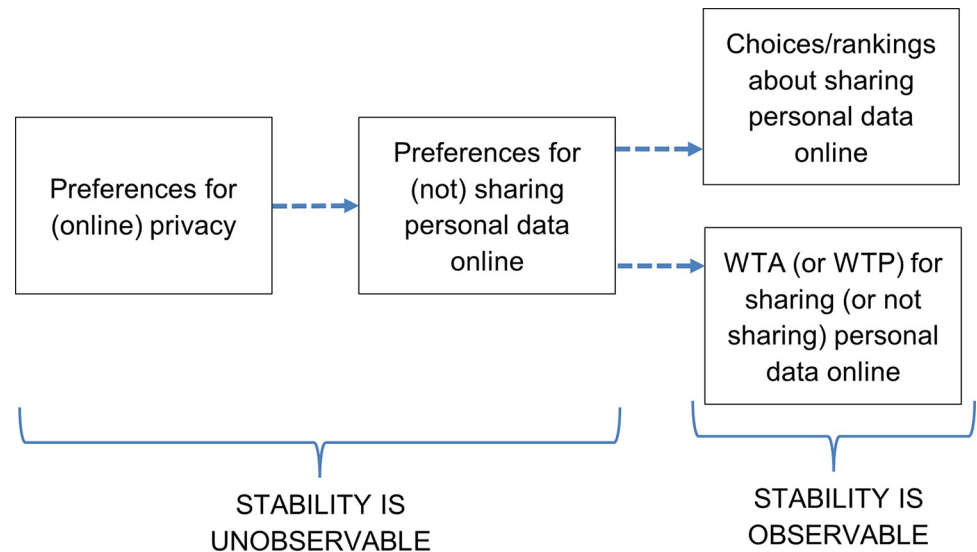 Preferences for
(online) privacy
Preferences for
(not) sharing
personal data
online
Choices/rankings
about sharing
personal data
online
WTA (or WTP) for
sharing (or not
sharing) personal
data online
STABILITY IS
UNOBSERVABLE
STABILITY IS
OBSERVABLE